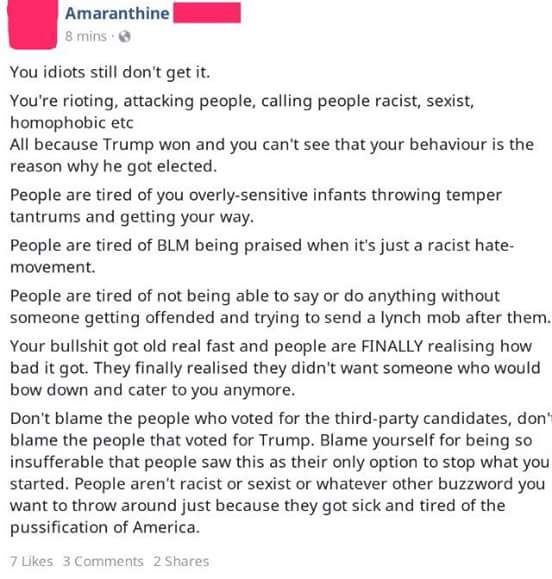 Amaranthine
8 mins ·
You idiots still don't get it.
You're rioting, attacking people, calling people racist, sexist,
homophobic etc
All because Trump won and you can't see that your behaviour is the
reason why he got elected.
People are tired of you overly-sensitive infants throwing temper
tantrums and getting your way.
People are tired of BLM being praised when it's just a racist hate-
movement.
People are tired of not being able to say or do anything without
someone getting offended and trying to send a lynch mob after them.
Your bullshit got old real fast and people are FINALLY realising how
bad it got. They finally realised they didn't want someone who would
bow down and cater to you anymore.
Don't blame the people who voted for the third-party candidates, don'
blame the people that voted for Trump. Blame yourself for being so
insufferable that people saw this as their only option to stop what you
started. People aren't racist or sexist or whatever other buzzword you
want to throw around just because they got sick and tired of the
pussification of America.
7 Likes 3 Comments 2 Shares